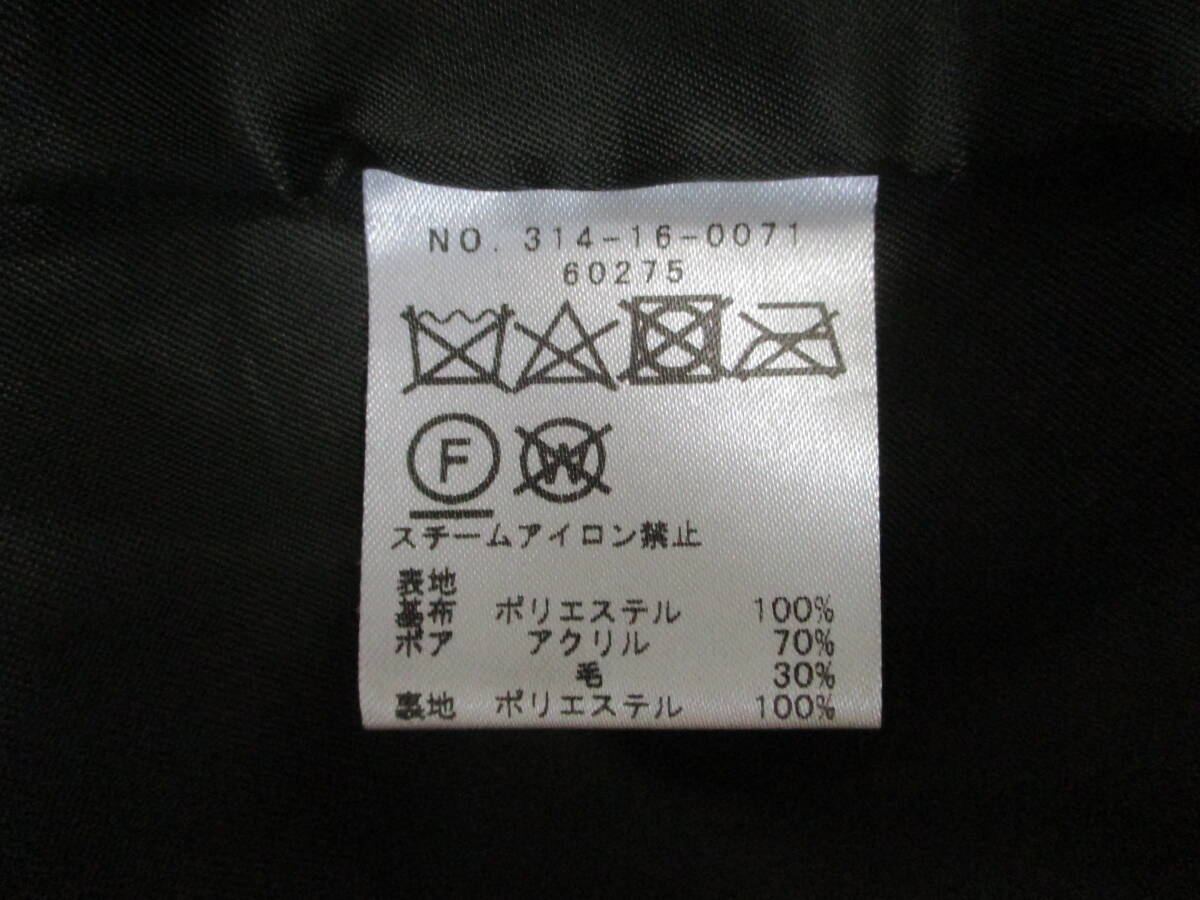 NO. 314-16-0071
60275
F W
スチームアイロン禁止
表地
基布 ポリエステル 100%
ボア アクリル 70%
毛 30%
裏地 ポリエステル 100%